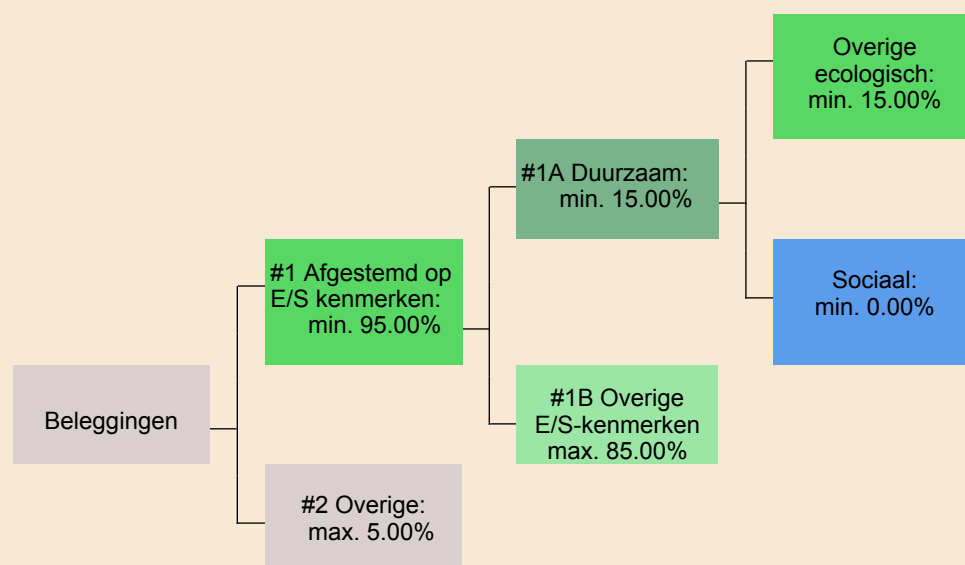 Beleggingen
#1 Afgestemd op
E/S kenmerken:
min. 95.00%
#2 Overige:
max. 5.00%
#1A Duurzaam:
min. 15.00%
#1B Overige
E/S-kenmerken
max. 85.00%
Overige
ecologisch:
min. 15.00%
Sociaal:
min. 0.00%